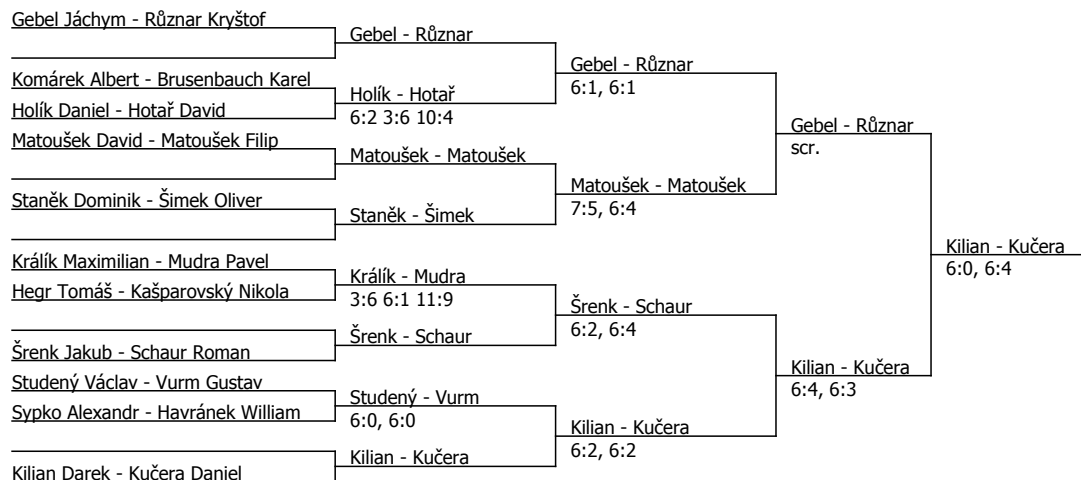 Gebel Jáchym - Různar Kryštof
Komárek Albert - Brusenbauch Karel
Holík Daniel - Hotař David
Matoušek David - Matoušek Filip
Staněk Dominik - Šimek Oliver
Králík Maximilian - Mudra Pavel
Hegr Tomáš - Kašparovský Nikola
Šrenk Jakub - Schaur Roman
Studený Václav - Vurm Gustav
Sypko Alexandr - Havránek William
Kilian Darek - Kučera Daniel
Gebel - Různar
Holík - Hotař
6:2 3:6 10:4
Matoušek - Matoušek
Staněk - Šimek
Králík - Mudra
3:6 6:1 11:9
Šrenk - Schaur
Studený - Vurm
6:0, 6:0
Kilian - Kučera
Gebel - Různar
6:1, 6:1
Matoušek - Matoušek
7:5, 6:4
Šrenk - Schaur
6:2, 6:4
Kilian - Kučera
6:2, 6:2
Gebel - Různar
scr.
Kilian - Kučera
6:4, 6:3
Kilian - Kučera
6:0, 6:4